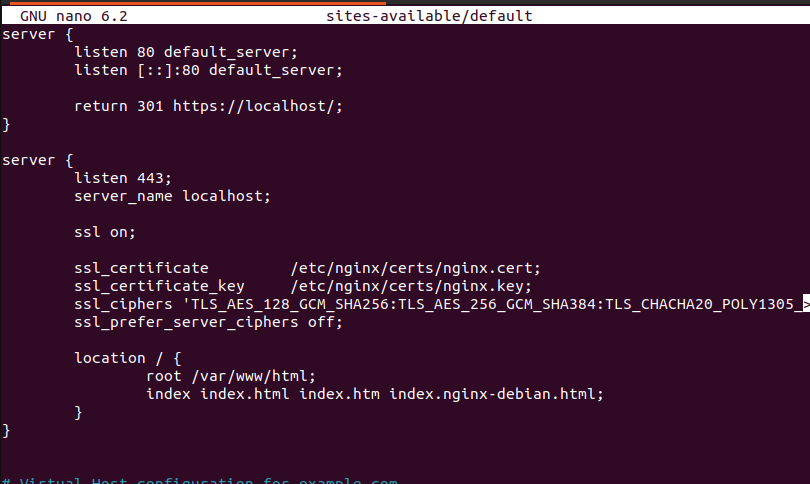 GNU nano 6.2 sites-available/default
server {
listen 80 default_server;
listen [::]:80 default_server;
return 301 https://localhost/;
}
server {
listen 443;
server_name localhost;
ssl on;
ssl_certificate /etc/nginx/certs/nginx.cert;
ssl_certificate_key /etc/nginx/certs/nginx.key;
ssl_ciphers 'TLS_AES_128_GCM_SHA256:TLS_AES_256_GCM_SHA384:TLS_CHACHA20_POLY1305_>
ssl_prefer_server_ciphers off;
location / {
root /var/www/html;
index index.html index.htm index.nginx-debian.html;
}
}
# Virtual Host configuration for example.com